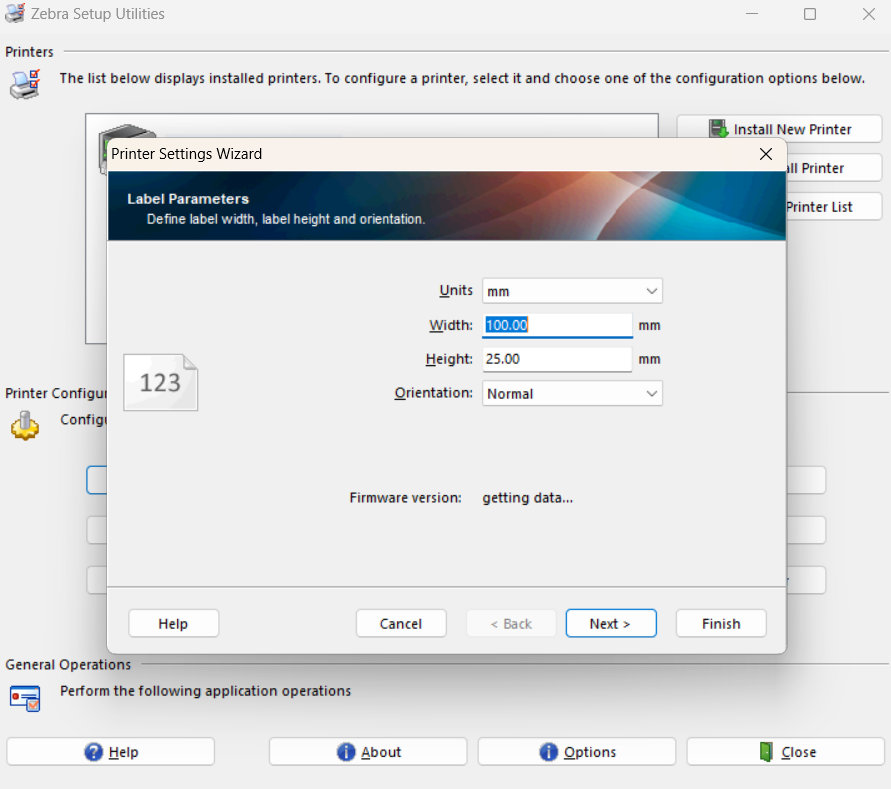 Zebra Setup Utilities
Printers
The list below displays installed printers. To configure a printer, select it and choose one of the configuration options below.
Install New Printer
Printer Settings Wizard
ll Printer
Label Parameters
Define label width, label height and orientation.
Printer List
Units mm
Width: 100.00 mm
Height: 25.00 mm
123
Orientation: Normal
Printer Configu
Config
Firmware version: getting data...
Help Cancel < Back Next > Finish
General Operations
Perform the following application operations
Help About Options Close